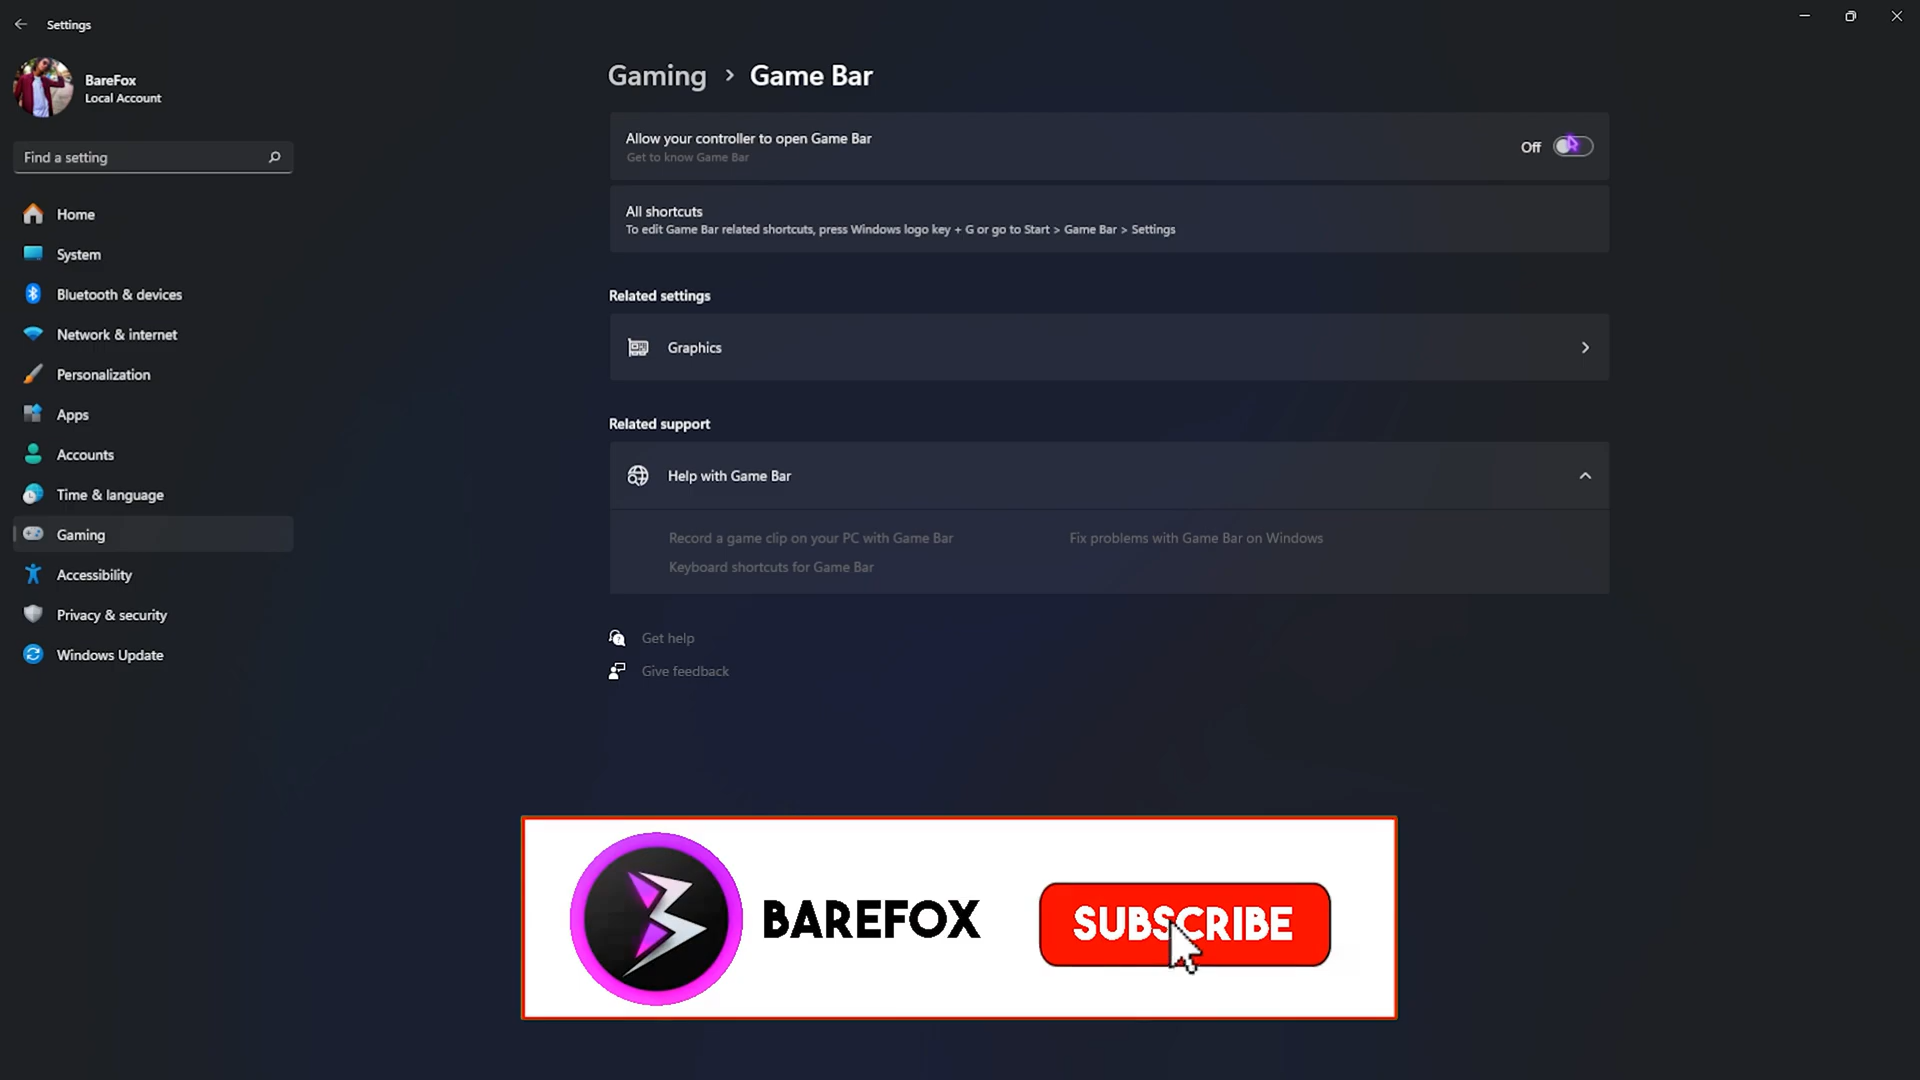 Settings
BareFox
Local Account
Find a setting
Home
System
Bluetooth & devices
Network & internet
Personalization
Apps
Accounts
Time & language
Gaming
Accessibility
Privacy & security
Windows Update
Gaming > Game Bar
Allow your controller to open Game Bar
Get to know Game Bar
Off
All shortcuts
To edit Game Bar related shortcuts, press Windows logo key + G or go to Start > Game Bar > Settings
Related settings
Graphics
Related support
Help with Game Bar
Record a game clip on your PC with Game Bar
Fix problems with Game Bar on Windows
Keyboard shortcuts for Game Bar
Get help
Give feedback
BAREFOX
SUBSCRIBE